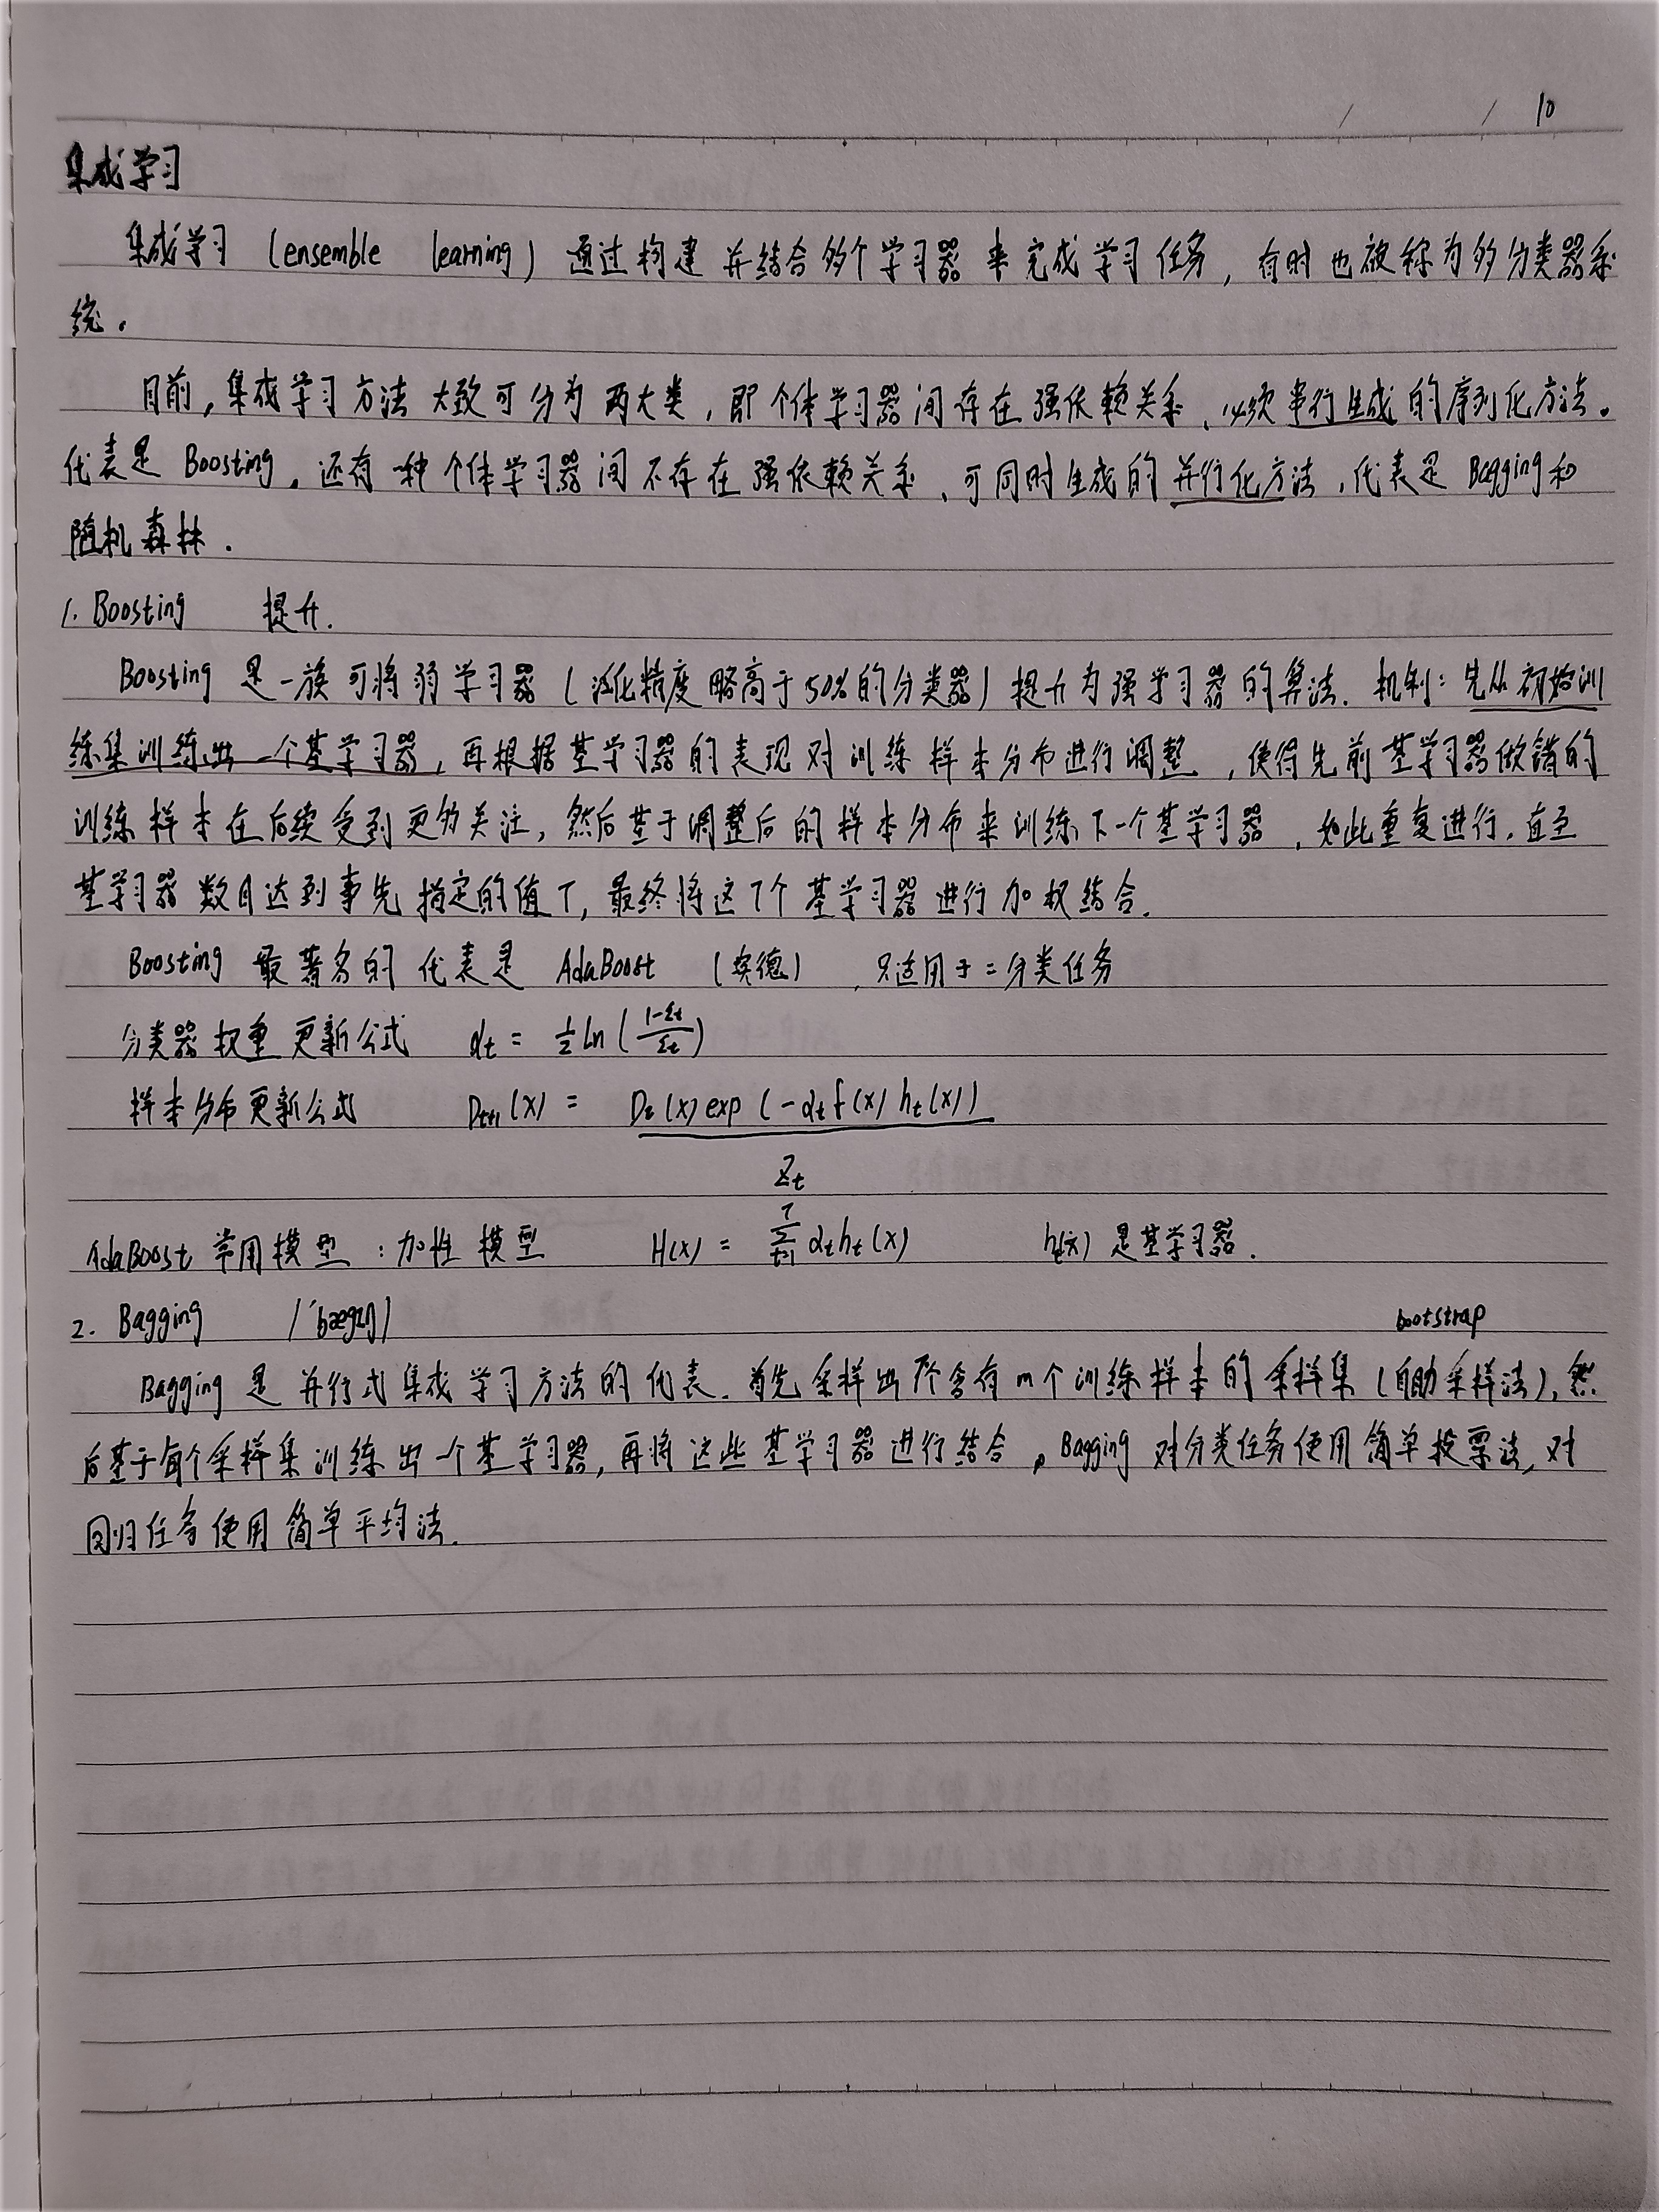 / / 10
集成学习
集成学习 (ensemble learning) 通过构建并结合多个学习器来完成学习任务, 有时也被称为多分类器系
统.
目前, 集成学习方法大致可分为两大类, 即个体学习器间存在强依赖关系、必须串行生成的序列化方法.
代表是 Boosting, 还有一种个体学习器间不存在强依赖关系、可同时生成的并行化方法, 代表是 Bagging和
随机森林.
1. Boosting 提升.
Boosting 是一族可将弱学习器 (泛化精度略高于50%的分类器) 提升为强学习器的算法. 机制: 先从初始训
练集训练出一个基学习器, 再根据基学习器的表现对训练样本分布进行调整, 使得先前基学习器做错的
训练样本在后续受到更多关注, 然后基于调整后的样本分布来训练下一个基学习器, 如此重复进行, 直至
基学习器数目达到事先指定的值T, 最终将这T个基学习器进行加权结合.
Boosting 最著名的代表是 AdaBoost (埃德), 只适用于二分类任务
分类器权重更新公式 αt = 1/2 ln ( (1-εt)/εt )
样本分布更新公式 Dt+1 (x) = Dt (x) exp (-αt f(x) ht (x))
Zt
AdaBoost 常用模型: 加性模型 H(x) = T∑t=1 αt ht (x) ht(x) 是基学习器.
2. Bagging /ˈbægɪŋ/
bootstrap
Bagging 是并行式集成学习方法的代表. 首先采样出T个含有m个训练样本的采样集 (自助采样法), 然
后基于每个采样集训练出一个基学习器, 再将这些基学习器进行结合, Bagging 对分类任务使用简单投票法, 对
回归任务使用简单平均法.